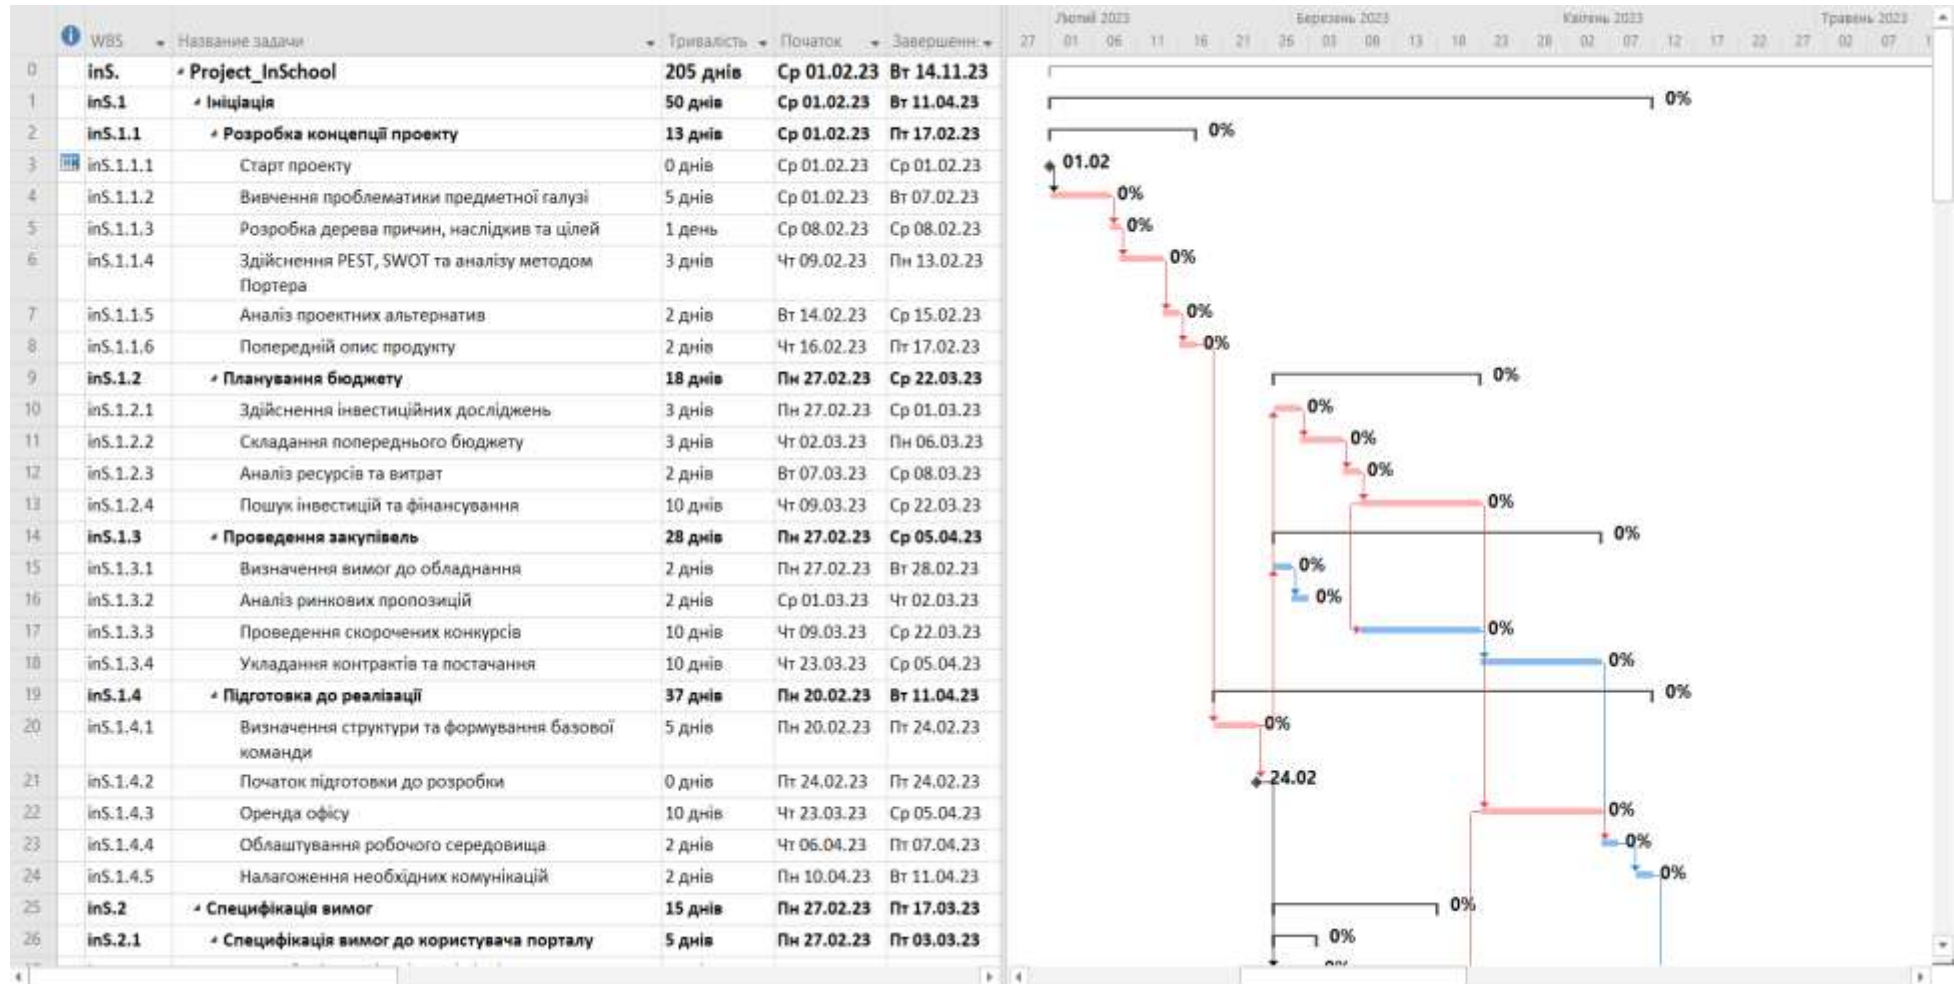 Лютий 2023 Березень 2023 Квітень 2023 Травень 2023
WBS Название задачи Тривалість Початок Завершенн: 27 01 06 11 16 21 26 03 08 13 18 23 28 02 07 12 17 22 27 02 07 1
0 inS. Project_InSchool 205 днів Ср 01.02.23 Вт 14.11.23
1 inS.1 Ініціація 50 днів Ср 01.02.23 Вт 11.04.23 0%
2 inS.1.1 Розробка концепції проекту 13 днів Ср 01.02.23 Пт 17.02.23 0%
3 inS.1.1.1 Старт проекту 0 днів Ср 01.02.23 Ср 01.02.23 01.02
4 inS.1.1.2 Вивчення проблематики предметної галузі 5 днів Ср 01.02.23 Вт 07.02.23 0%
5 inS.1.1.3 Розробка дерева причин, наслідкив та цілей 1 день Ср 08.02.23 Ср 08.02.23 0%
6 inS.1.1.4 Здійснення PEST, SWOT та аналізу методом 3 днів Чт 09.02.23 Пн 13.02.23 0%
Портера
7 inS.1.1.5 Аналіз проектних альтернатив 2 днів Вт 14.02.23 Ср 15.02.23 0%
8 inS.1.1.6 Попередній опис продукту 2 днів Чт 16.02.23 Пт 17.02.23 0%
9 inS.1.2 Планування бюджету 18 днів Пн 27.02.23 Ср 22.03.23 0%
10 inS.1.2.1 Здійснення інвестиційних досліджень 3 днів Пн 27.02.23 Ср 01.03.23 0%
11 inS.1.2.2 Складання попереднього бюджету 3 днів Чт 02.03.23 Пн 06.03.23 0%
12 inS.1.2.3 Аналіз ресурсів та витрат 2 днів Вт 07.03.23 Ср 08.03.23 0%
13 inS.1.2.4 Пошук інвестицій та фінансування 10 днів Чт 09.03.23 Ср 22.03.23 0%
14 inS.1.3 Проведення закупівель 28 днів Пн 27.02.23 Ср 05.04.23 0%
15 inS.1.3.1 Визначення вимог до обладнання 2 днів Пн 27.02.23 Вт 28.02.23 0%
16 inS.1.3.2 Аналіз ринкових пропозицій 2 днів Ср 01.03.23 Чт 02.03.23 0%
17 inS.1.3.3 Проведення скорочених конкурсів 10 днів Чт 09.03.23 Ср 22.03.23 0%
18 inS.1.3.4 Укладання контрактів та постачання 10 днів Чт 23.03.23 Ср 05.04.23 0%
19 inS.1.4 Підготовка до реалізації 37 днів Пн 20.02.23 Вт 11.04.23 0%
20 inS.1.4.1 Визначення структури та формування базової 5 днів Пн 20.02.23 Пт 24.02.23 0%
команди
21 inS.1.4.2 Початок підготовки до розробки 0 днів Пт 24.02.23 Пт 24.02.23 24.02
22 inS.1.4.3 Оренда офісу 10 днів Чт 23.03.23 Ср 05.04.23 0%
23 inS.1.4.4 Облаштування робочого середовища 2 днів Чт 06.04.23 Пт 07.04.23 0%
24 inS.1.4.5 Налагоження необхідних комунікацій 2 днів Пн 10.04.23 Вт 11.04.23 0%
25 inS.2 Специфікація вимог 15 днів Пн 27.02.23 Пт 17.03.23 0%
26 inS.2.1 Специфікація вимог до користувача порталу 5 днів Пн 27.02.23 Пт 03.03.23 0%